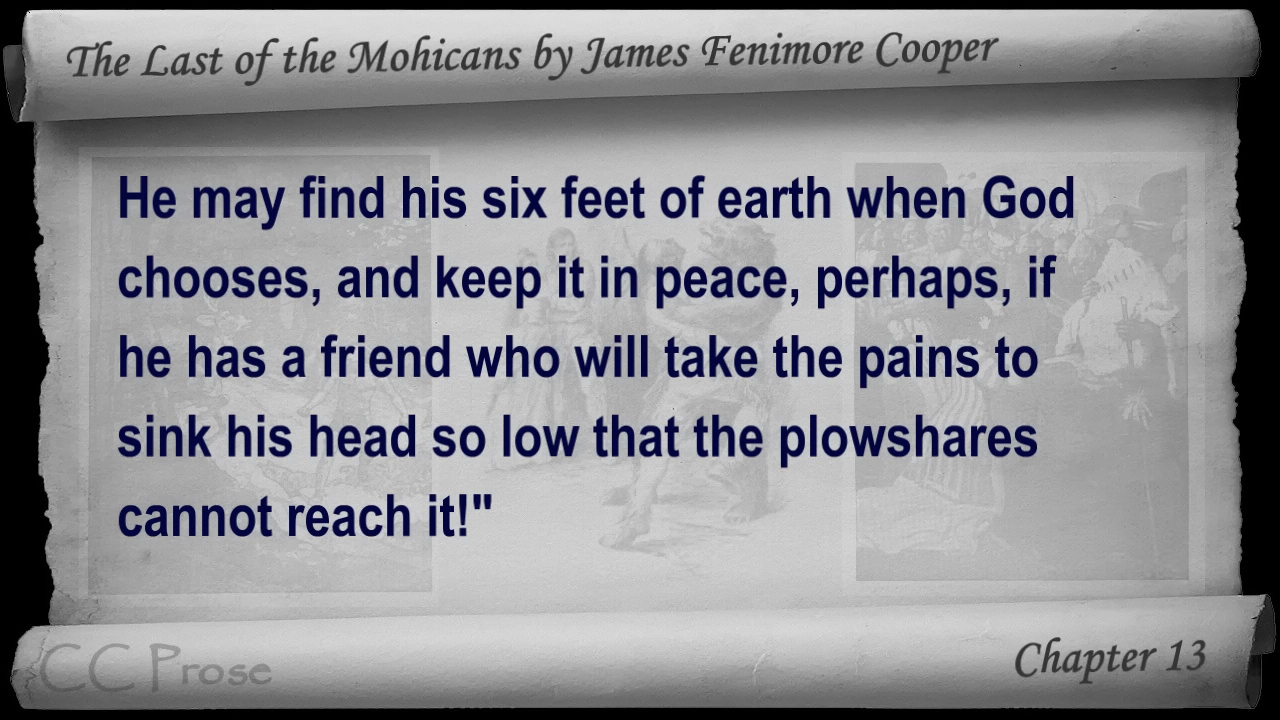 The Last of the Mohicans by James Fenimore Cooper
He may find his six feet of earth when God
chooses, and keep it in peace, perhaps, if
he has a friend who will take the pains to
sink his head so low that the plowshares
cannot reach it!"
CC Prose
Chapter 13